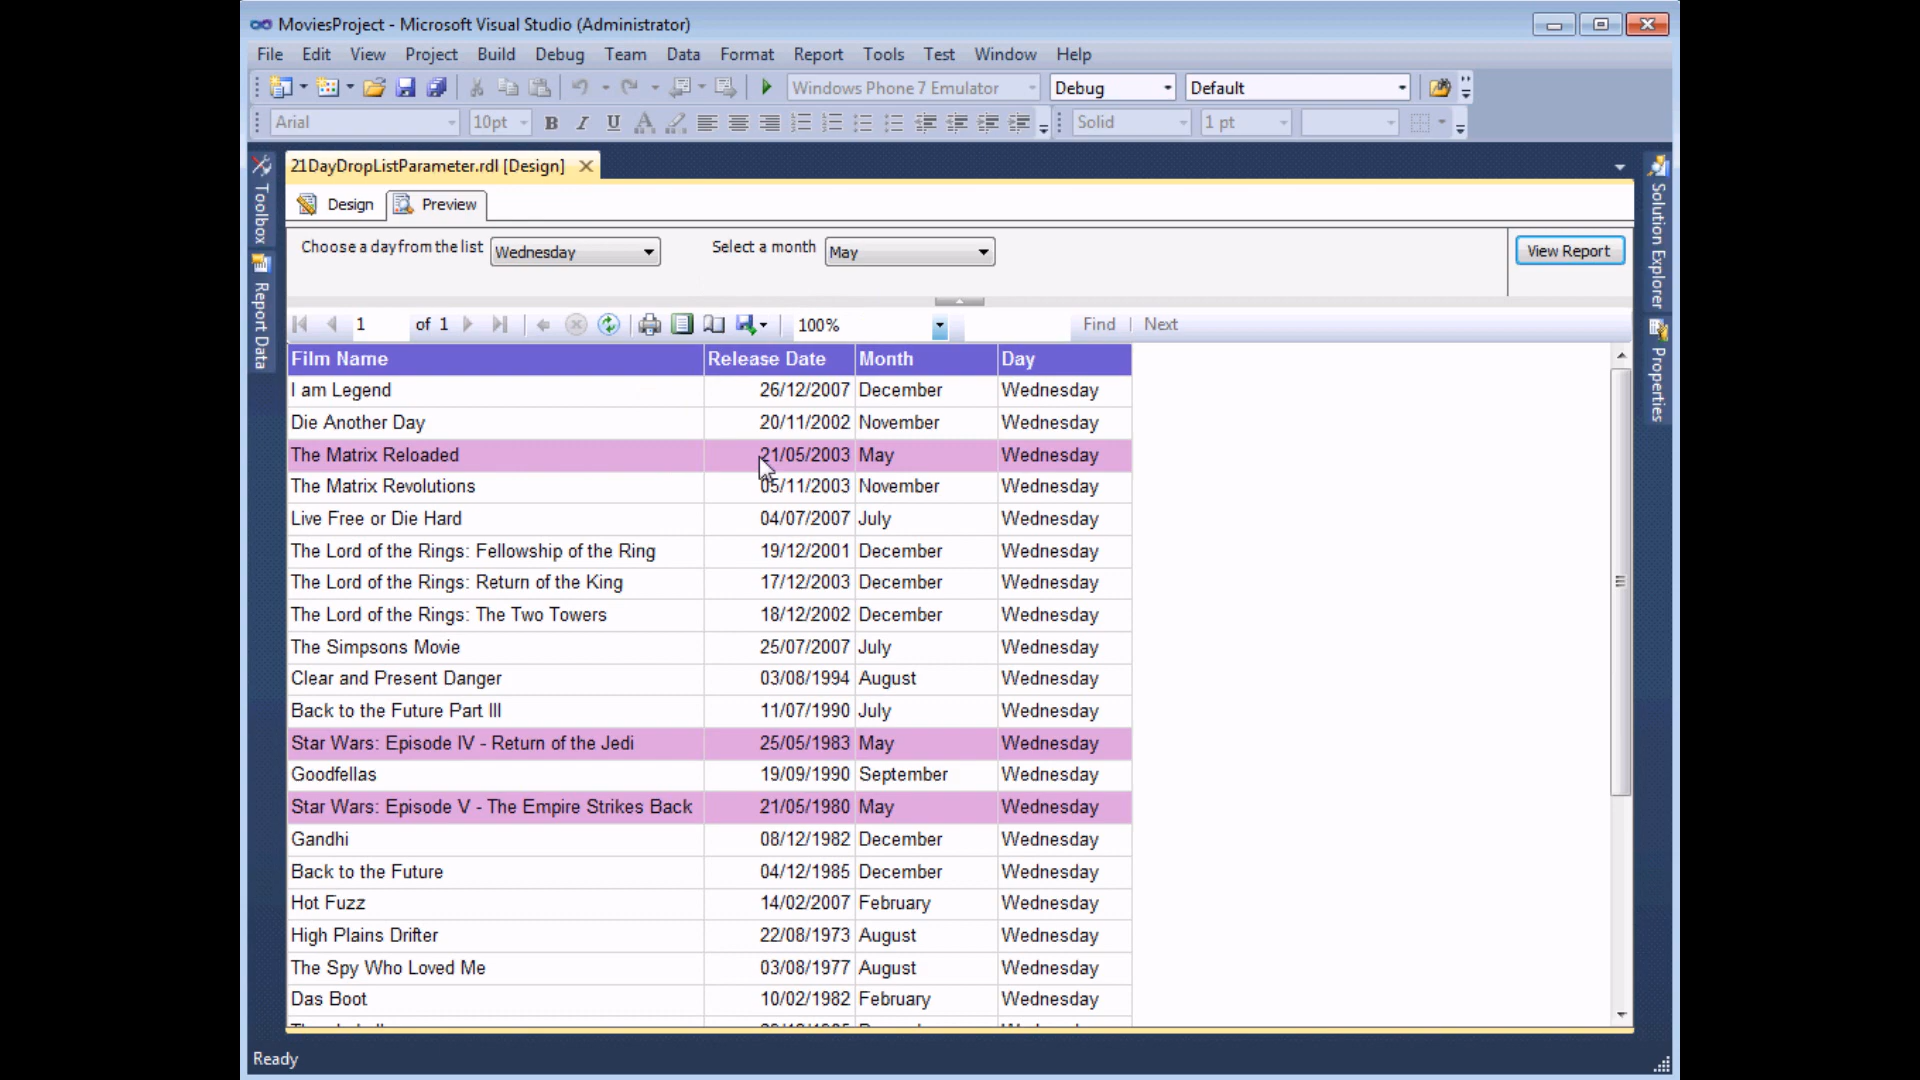 MoviesProject - Microsoft Visual Studio (Administrator)
File Edit View Project Build Debug Team Data Format Report Tools Test Window Help
Windows Phone 7 Emulator Debug Default
Arial 10pt B I U A Solid 1 pt
21DayDropListParameter.rdl [Design]
Toolbox
Report Data
Solution Explorer
Properties
Design Preview
Choose a day from the list Wednesday Select a month May View Report
1 of 1 100% Find Next
Film Name Release Date Month Day
I am Legend 26/12/2007 December Wednesday
Die Another Day 20/11/2002 November Wednesday
The Matrix Reloaded 21/05/2003 May Wednesday
The Matrix Revolutions 05/11/2003 November Wednesday
Live Free or Die Hard 04/07/2007 July Wednesday
The Lord of the Rings: Fellowship of the Ring 19/12/2001 December Wednesday
The Lord of the Rings: Return of the King 17/12/2003 December Wednesday
The Lord of the Rings: The Two Towers 18/12/2002 December Wednesday
The Simpsons Movie 25/07/2007 July Wednesday
Clear and Present Danger 03/08/1994 August Wednesday
Back to the Future Part III 11/07/1990 July Wednesday
Star Wars: Episode IV - Return of the Jedi 25/05/1983 May Wednesday
Goodfellas 19/09/1990 September Wednesday
Star Wars: Episode V - The Empire Strikes Back 21/05/1980 May Wednesday
Gandhi 08/12/1982 December Wednesday
Back to the Future 04/12/1985 December Wednesday
Hot Fuzz 14/02/2007 February Wednesday
High Plains Drifter 22/08/1973 August Wednesday
The Spy Who Loved Me 03/08/1977 August Wednesday
Das Boot 10/02/1982 February Wednesday
Ready